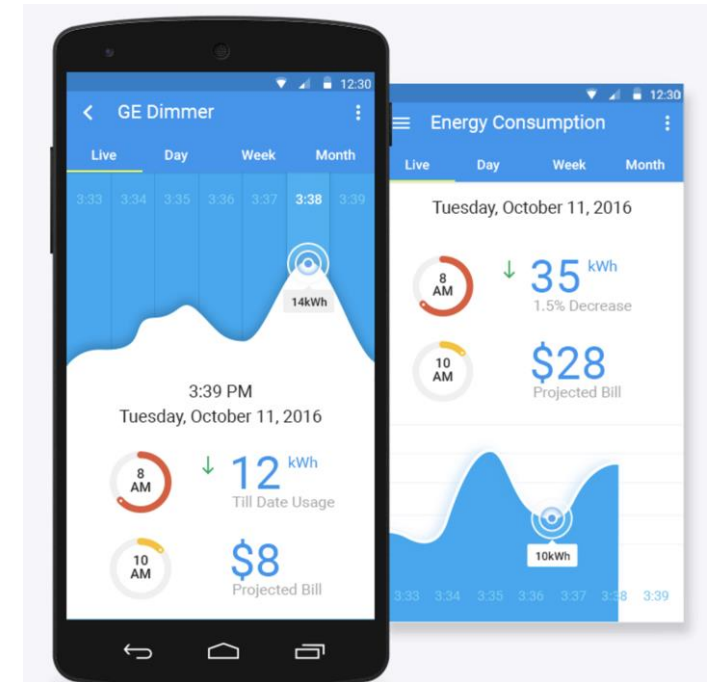 12:30
GE Dimmer
Live Day Week Month
3:33 3:34 3:35 3:36 3:37 3:38 3:39
14kWh
3:39 PM
Tuesday, October 11, 2016
8
AM
12 kWh
Till Date Usage
10
AM
$8
Projected Bill
12:30
Energy Consumption
Live Day Week Month
Tuesday, October 11, 2016
8
AM
35 kWh
1.5% Decrease
10
AM
$28
Projected Bill
10kWh
3:33 3:34 3:35 3:36 3:37 3:38 3:39